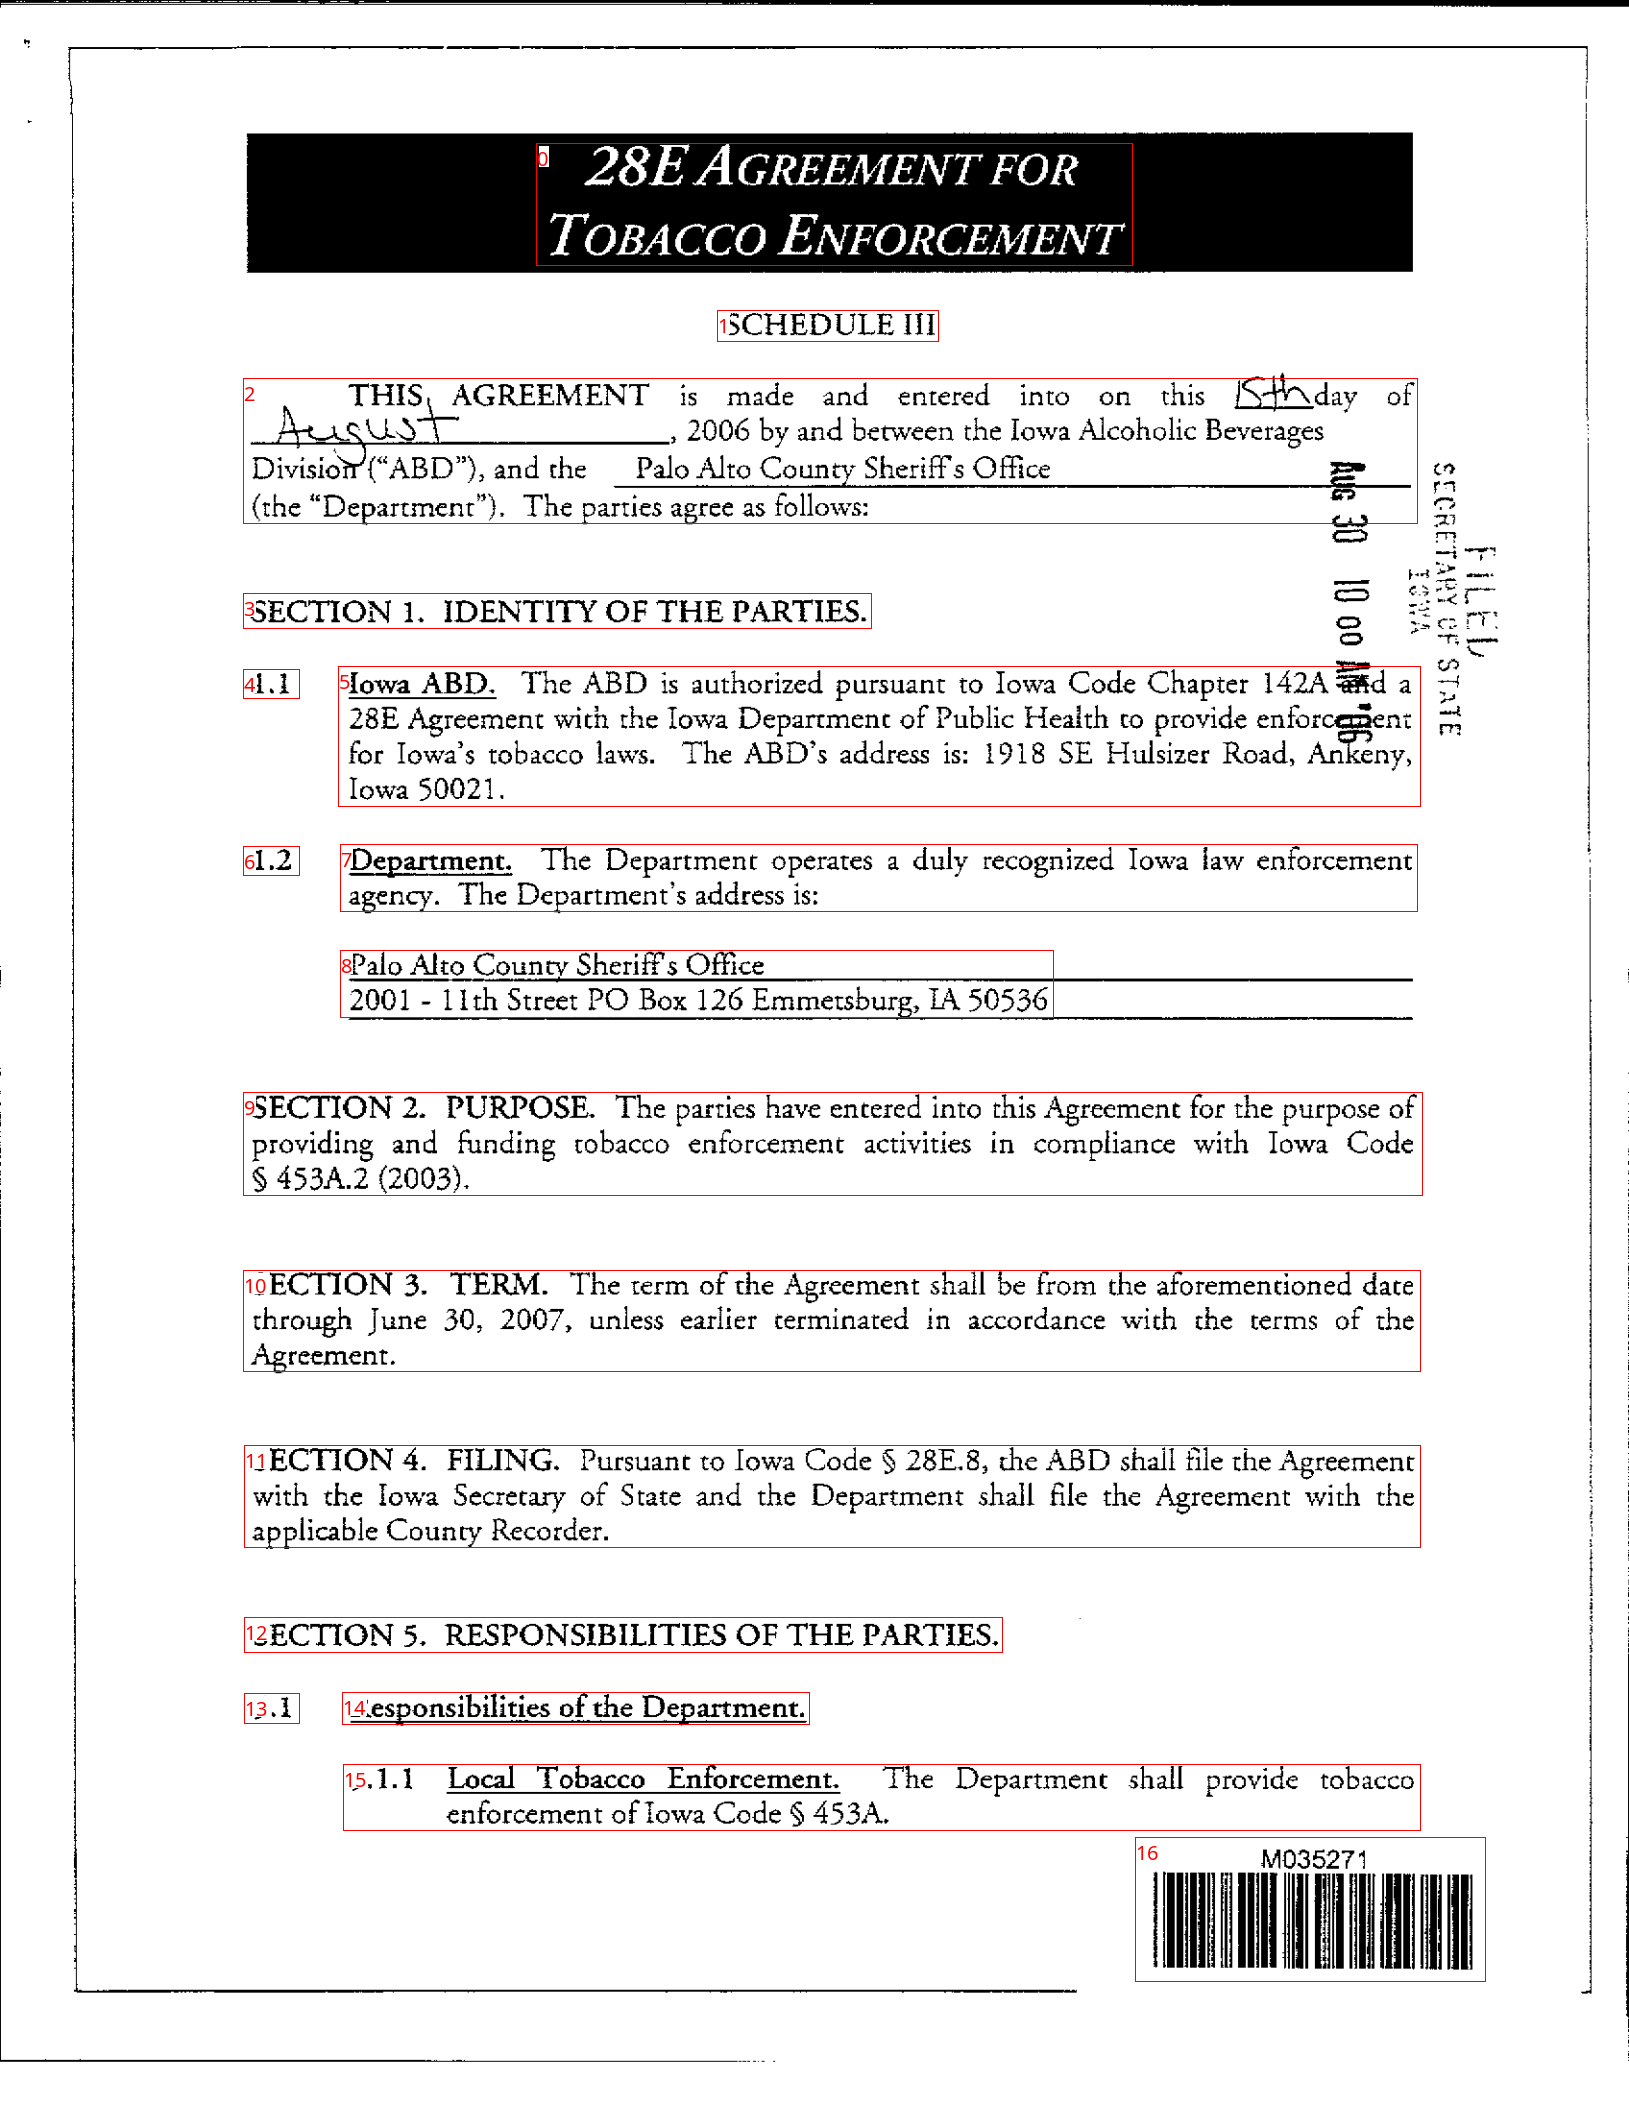 28E AGREEMENT FOR
TOBACCO ENFORCEMENT
SCHEDULE III
THIS AGREEMENT is made and entered into on this 15th day of
August, 2006 by and between the Iowa Alcoholic Beverages
Division ("ABD"), and the Palo Alto County Sheriff's Office
(the "Department"). The parties agree as follows:
AUG 30 10 00 AM '06
FILED
SECRETARY OF STATE
IOWA
SECTION 1. IDENTITY OF THE PARTIES.
1.1 Iowa ABD. The ABD is authorized pursuant to Iowa Code Chapter 142A and a
28E Agreement with the Iowa Department of Public Health to provide enforcement
for Iowa's tobacco laws. The ABD's address is: 1918 SE Hulsizer Road, Ankeny,
Iowa 50021.
1.2 Department. The Department operates a duly recognized Iowa law enforcement
agency. The Department's address is:
Palo Alto County Sheriff's Office
2001 - 11th Street PO Box 126 Emmetsburg, IA 50536
SECTION 2. PURPOSE. The parties have entered into this Agreement for the purpose of
providing and funding tobacco enforcement activities in compliance with Iowa Code
§ 453A.2 (2003).
SECTION 3. TERM. The term of the Agreement shall be from the aforementioned date
through June 30, 2007, unless earlier terminated in accordance with the terms of the
Agreement.
SECTION 4. FILING. Pursuant to Iowa Code § 28E.8, the ABD shall file the Agreement
with the Iowa Secretary of State and the Department shall file the Agreement with the
applicable County Recorder.
SECTION 5. RESPONSIBILITIES OF THE PARTIES.
5.1 Responsibilities of the Department.
5.1.1 Local Tobacco Enforcement. The Department shall provide tobacco
enforcement of Iowa Code § 453A.
M035271